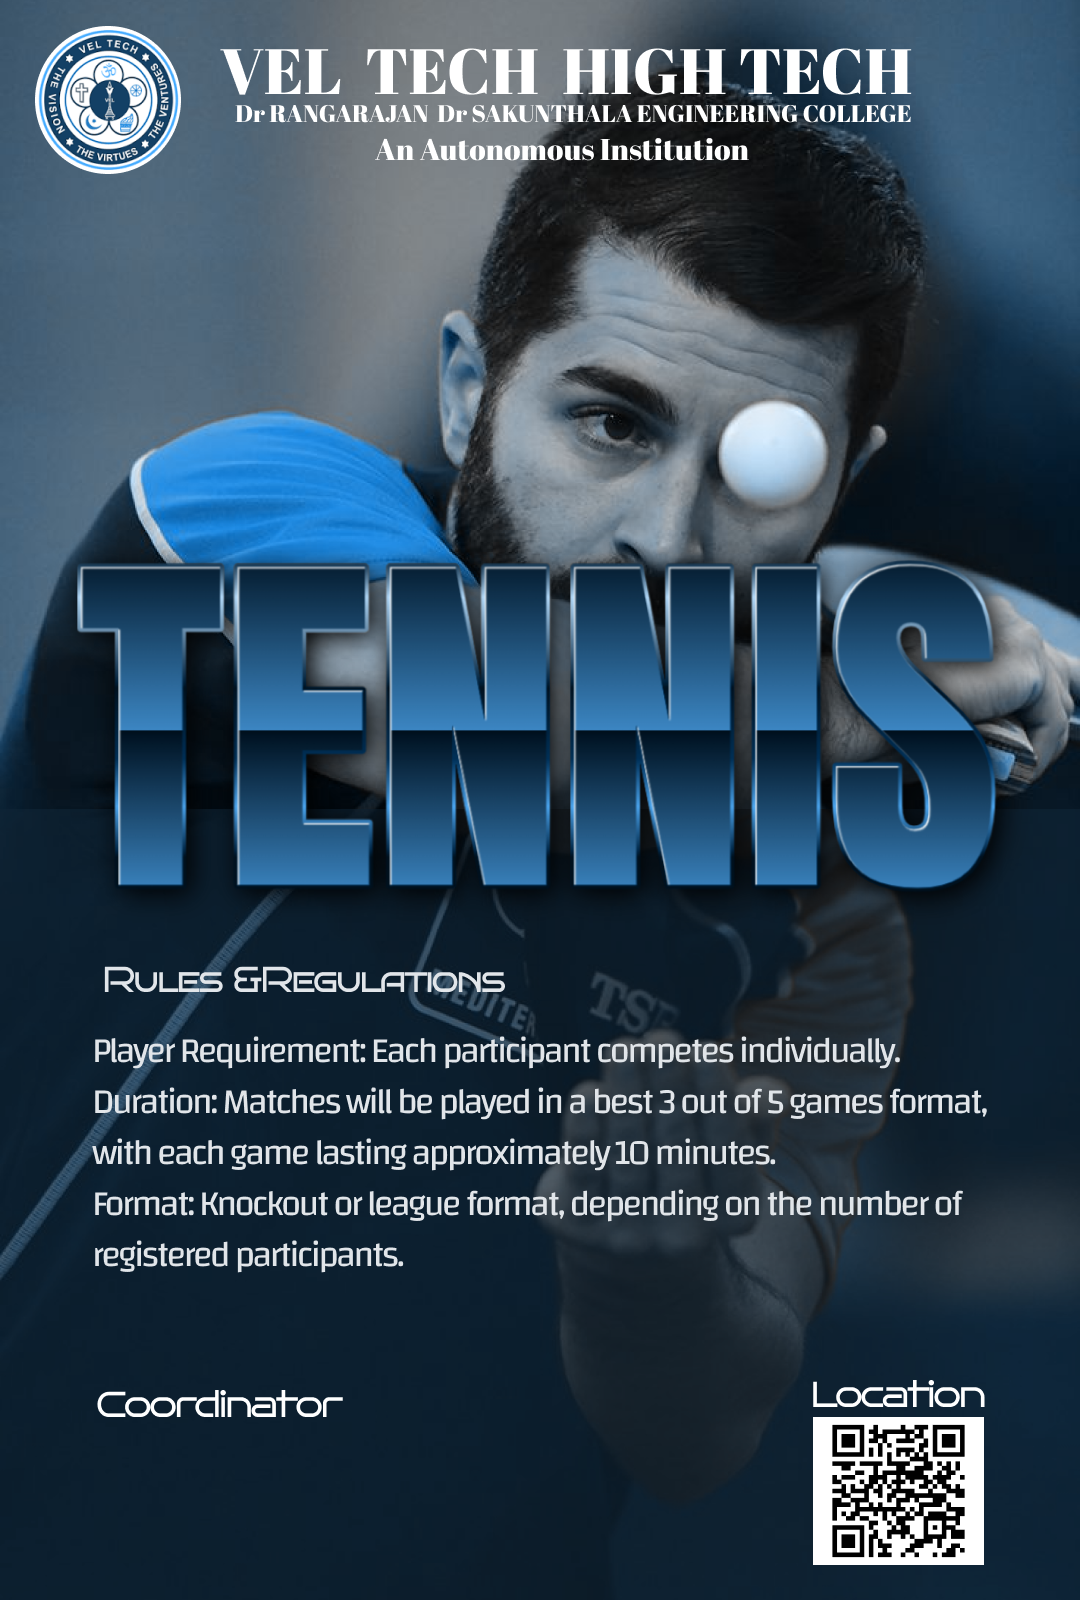 VEL TECH
THE VISION
THE VENTURES
THE VIRTUES
VEL TECH HIGH TECH
Dr RANGARAJAN Dr SAKUNTHALA ENGINEERING COLLEGE
An Autonomous Institution
TENNIS
RULES &REGULATIONS
MEDITER
TSP
Player Requirement: Each participant competes individually.
Duration: Matches will be played in a best 3 out of 5 games format,
with each game lasting approximately 10 minutes.
Format: Knockout or league format, depending on the number of
registered participants.
Coordinator
Location